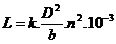 L = k · D²/b · n² · 10⁻³